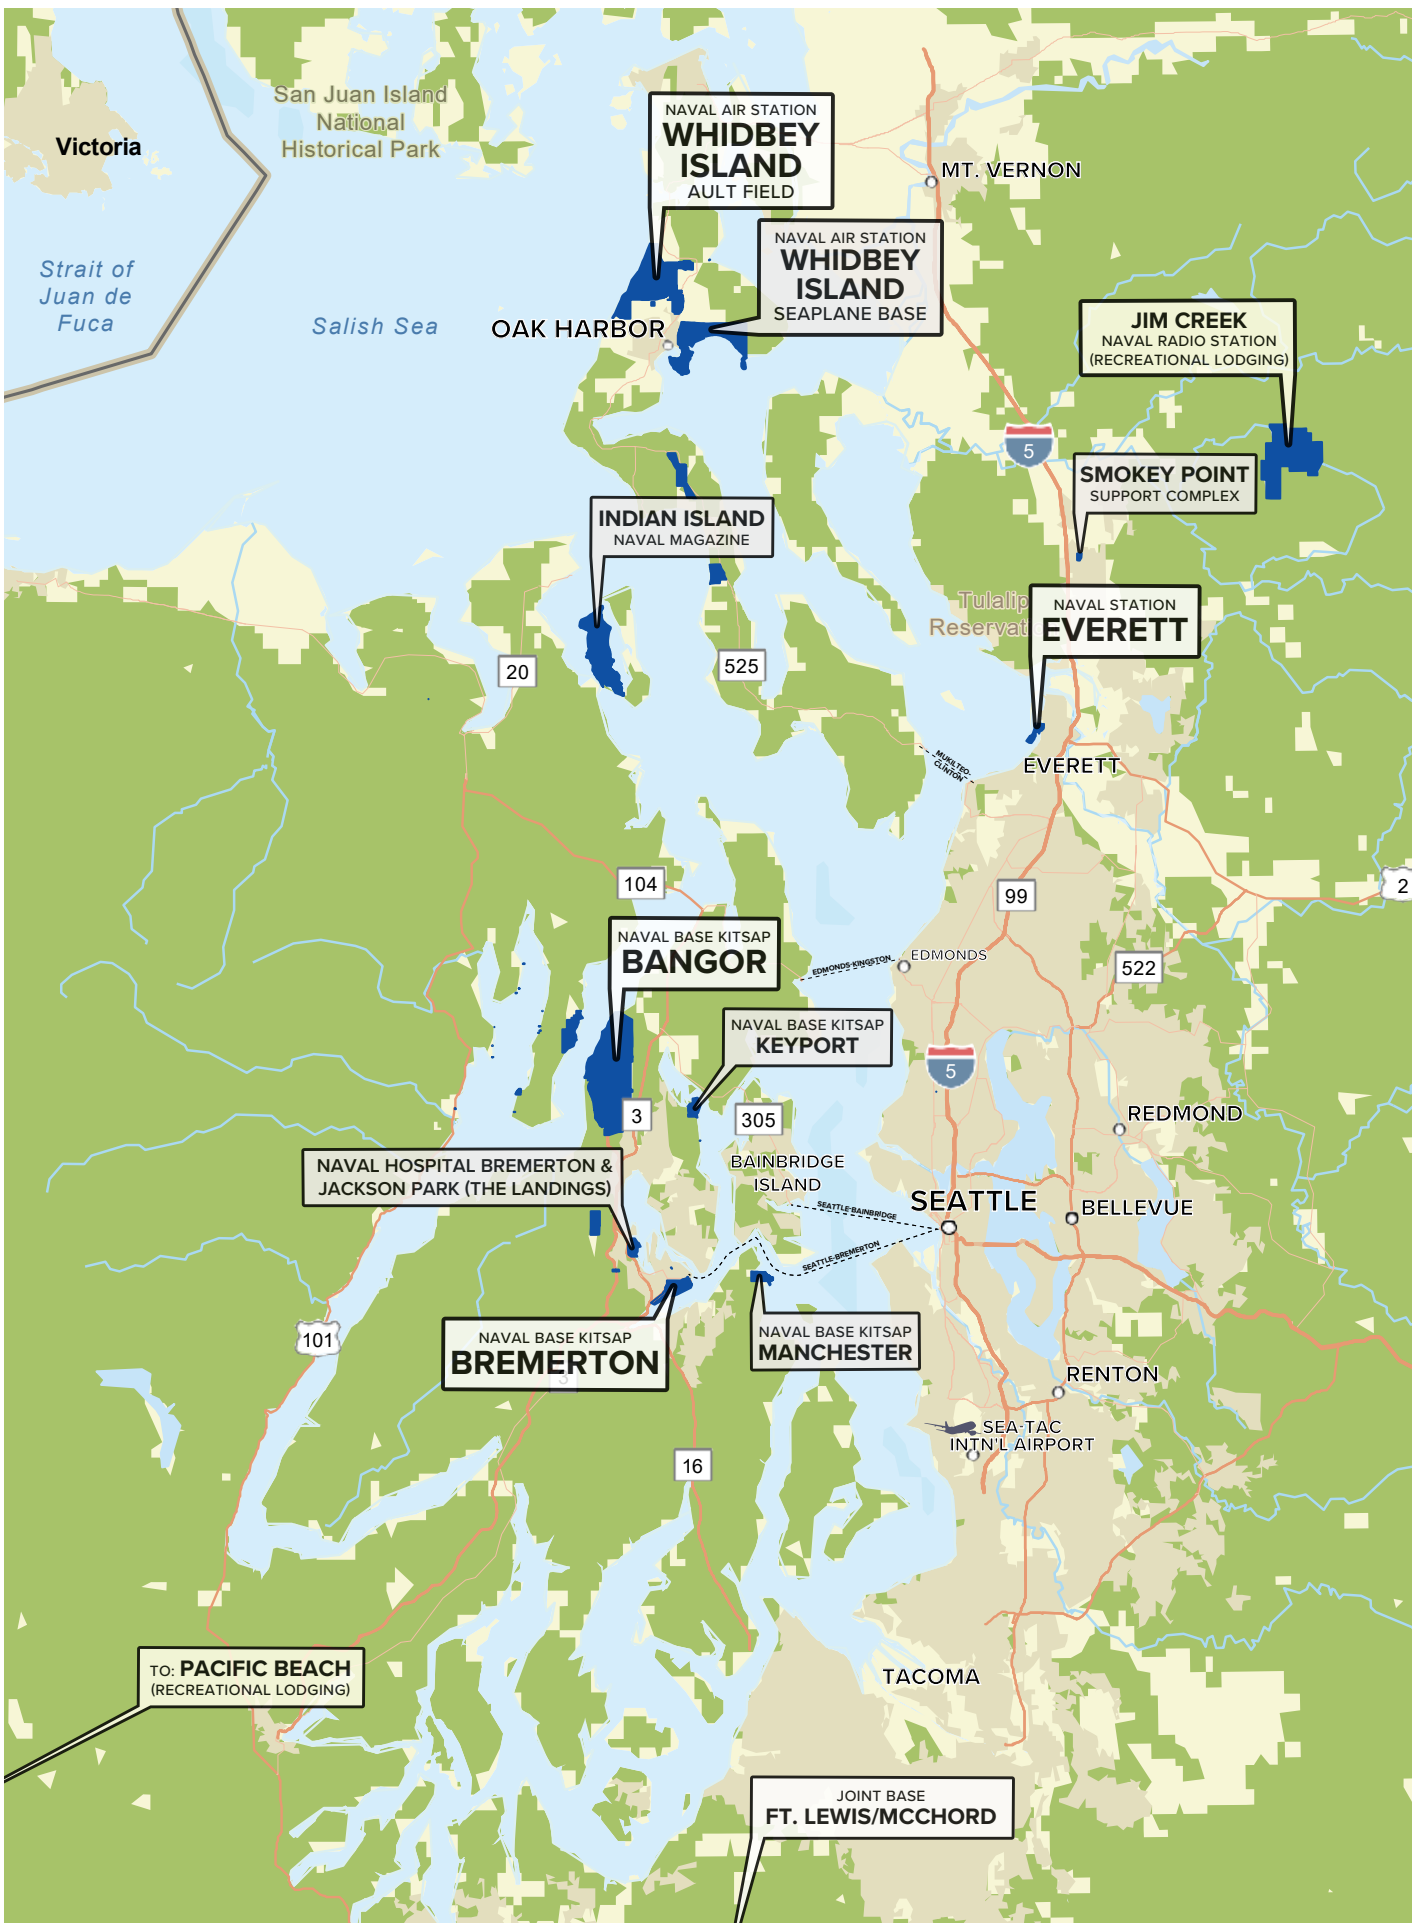 San Juan Island
National
Historical Park
Victoria
NAVAL AIR STATION
WHIDBEY
ISLAND
AULT FIELD
MT. VERNON
NAVAL AIR STATION
WHIDBEY
ISLAND
SEAPLANE BASE
Strait of
Juan de
Fuca
Salish Sea
OAK HARBOR
JIM CREEK
NAVAL RADIO STATION
(RECREATIONAL LODGING)
5
SMOKEY POINT
SUPPORT COMPLEX
INDIAN ISLAND
NAVAL MAGAZINE
Tulalip
Reservat
NAVAL STATION
EVERETT
20
525
MUKILTEO-
CLINTON
EVERETT
104
99
2
NAVAL BASE KITSAP
BANGOR
EDMONDS-KINGSTON
EDMONDS
522
NAVAL BASE KITSAP
KEYPORT
5
3
305
REDMOND
NAVAL HOSPITAL BREMERTON &
JACKSON PARK (THE LANDINGS)
BAINBRIDGE
ISLAND
SEATTLE-BAINBRIDGE
SEATTLE
BELLEVUE
SEATTLE-BREMERTON
101
NAVAL BASE KITSAP
BREMERTON
3
NAVAL BASE KITSAP
MANCHESTER
RENTON
SEA-TAC
INTN'L AIRPORT
16
TO: PACIFIC BEACH
(RECREATIONAL LODGING)
TACOMA
JOINT BASE
FT. LEWIS/MCCHORD